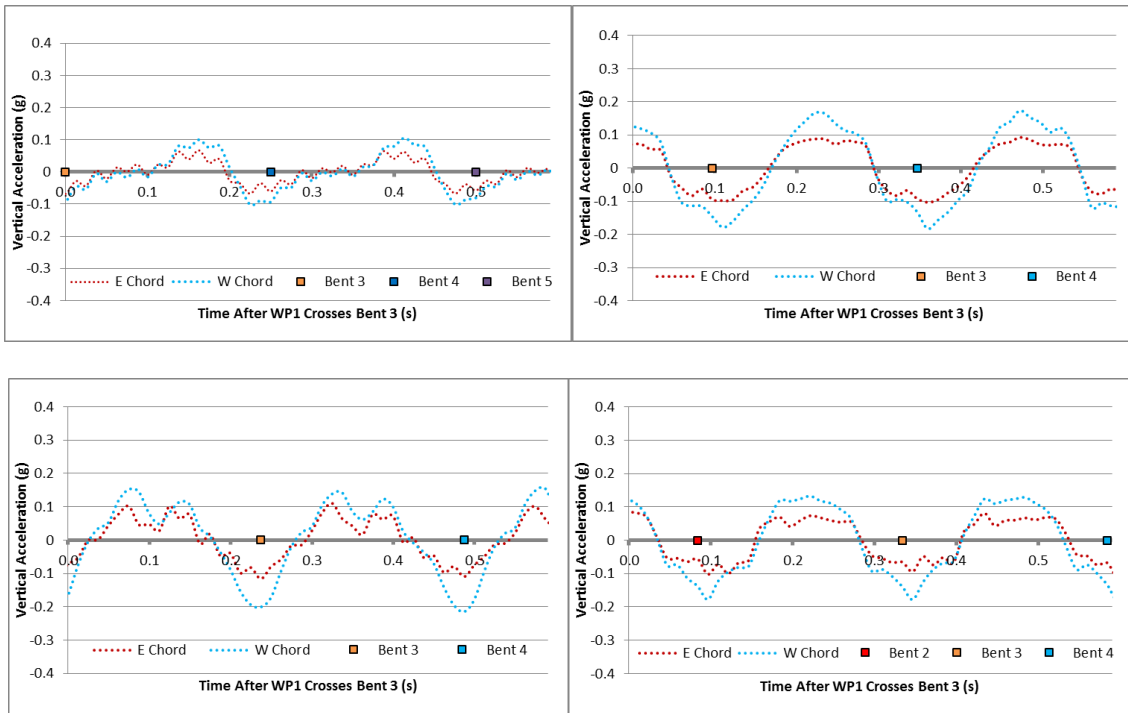 Vertical Acceleration (g)
0.4
0.3
0.2
0.1
0
-0.1
-0.2
-0.3
-0.4
0.0 0.1 0.2 0.3 0.4 0.5
E Chord W Chord Bent 3 Bent 4 Bent 5
Time After WP1 Crosses Bent 3 (s)
Vertical Acceleration (g)
0.4
0.3
0.2
0.1
0
-0.1
-0.2
-0.3
-0.4
0.0 0.1 0.2 0.3 0.4 0.5
E Chord W Chord Bent 3 Bent 4
Time After WP1 Crosses Bent 3 (s)
Vertical Acceleration (g)
0.4
0.3
0.2
0.1
0
-0.1
-0.2
-0.3
-0.4
0.0 0.1 0.2 0.3 0.4 0.5
E Chord W Chord Bent 3 Bent 4
Time After WP1 Crosses Bent 3 (s)
Vertical Acceleration (g)
0.4
0.3
0.2
0.1
0
-0.1
-0.2
-0.3
-0.4
0.0 0.1 0.2 0.3 0.4 0.5
E Chord W Chord Bent 2 Bent 3 Bent 4
Time After WP1 Crosses Bent 3 (s)